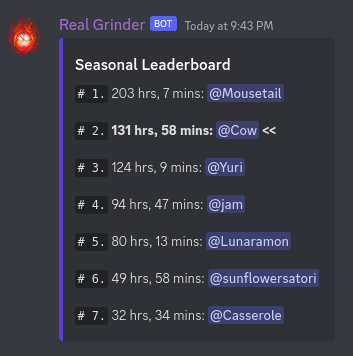 Real Grinder BOT Today at 9:43 PM
Seasonal Leaderboard
# 1. 203 hrs, 7 mins: @Mousetail
# 2. 131 hrs, 58 mins: @Cow <<
# 3. 124 hrs, 9 mins: @Yuri
# 4. 94 hrs, 47 mins: @jam
# 5. 80 hrs, 13 mins: @Lunaramon
# 6. 49 hrs, 58 mins: @sunflowersatori
# 7. 32 hrs, 34 mins: @Casserole